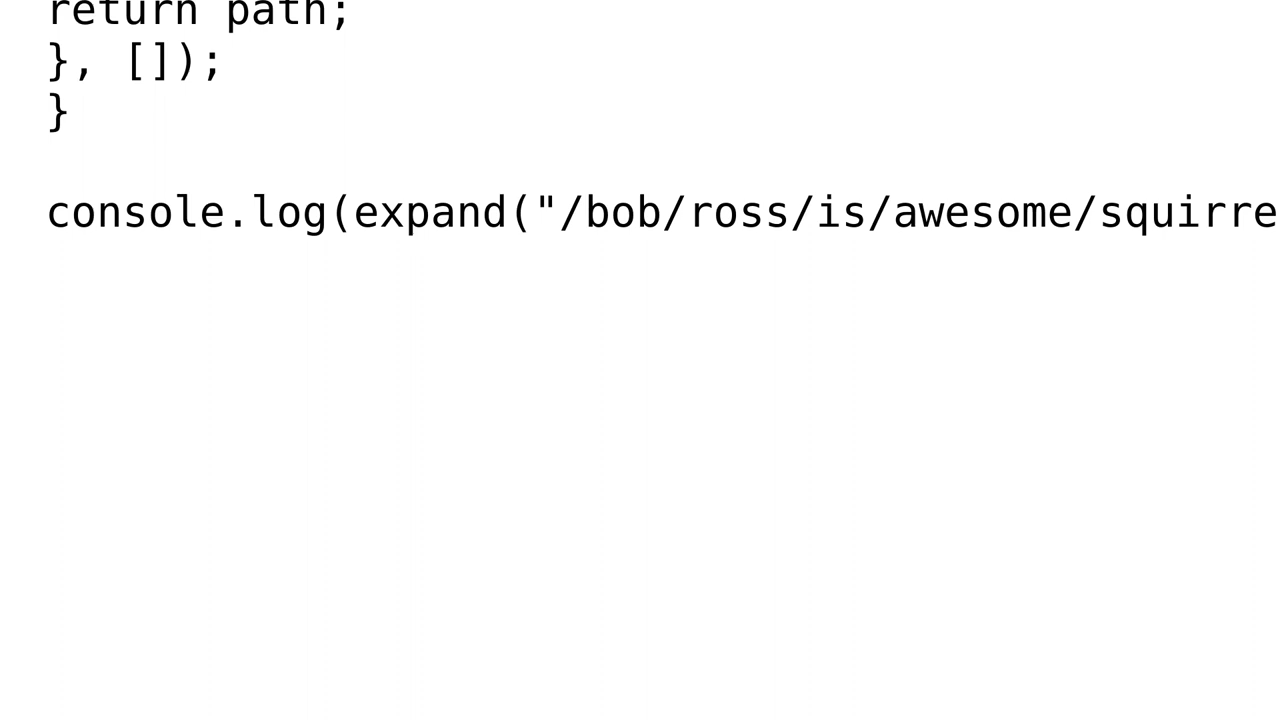 return path;
}, []);
}
console.log(expand("/bob/ross/is/awesome/squirre